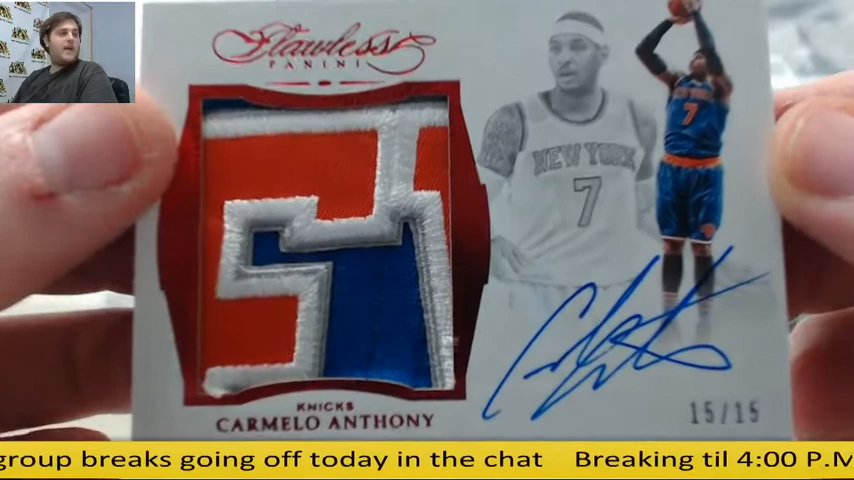 Flawless
PANINI
NEW YORK
7
7
KNICKS
CARMELO ANTHONY
15/15
group breaks going off today in the chat Breaking til 4:00 P.M